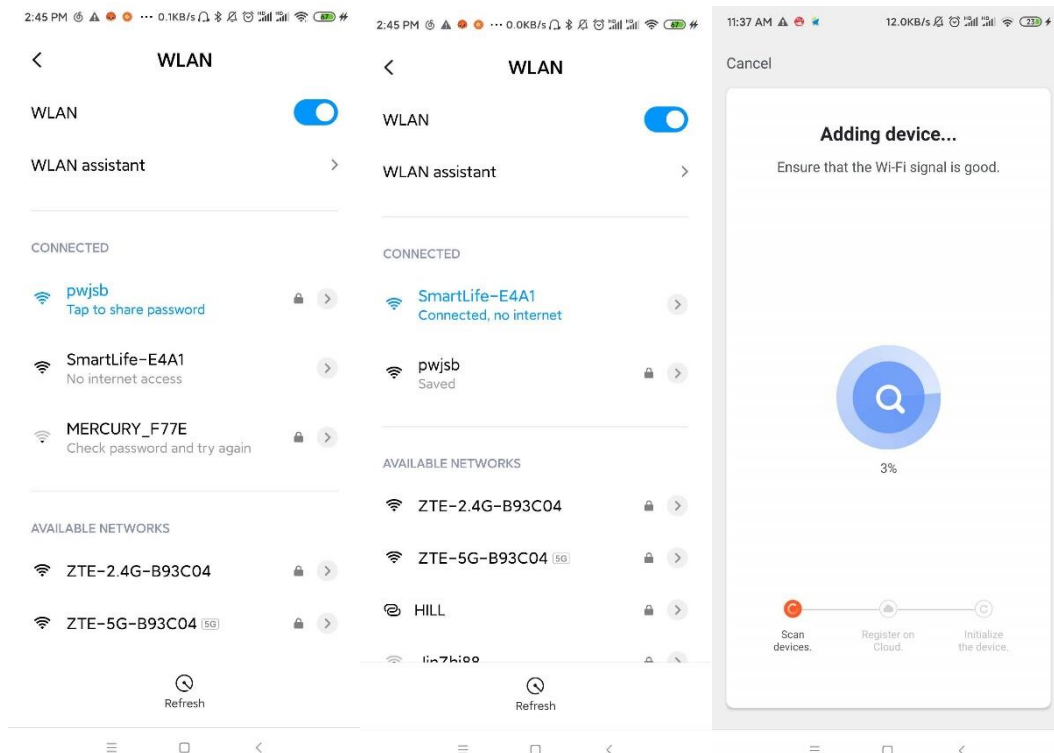 2:45 PM ... 0.1KB/s 67
WLAN
WLAN
WLAN assistant
CONNECTED
pwjsb
Tap to share password
SmartLife-E4A1
No internet access
MERCURY_F77E
Check password and try again
AVAILABLE NETWORKS
ZTE-2.4G-B93C04
ZTE-5G-B93C04 5G
Refresh
2:45 PM ... 0.0KB/s 67
WLAN
WLAN
WLAN assistant
CONNECTED
SmartLife-E4A1
Connected, no internet
pwjsb
Saved
AVAILABLE NETWORKS
ZTE-2.4G-B93C04
ZTE-5G-B93C04 5G
HILL
JinZhi88
Refresh
11:37 AM 12.0KB/s 23
Cancel
Adding device...
Ensure that the Wi-Fi signal is good.
3%
Scan
devices.
Register on
Cloud.
Initialize
the device.